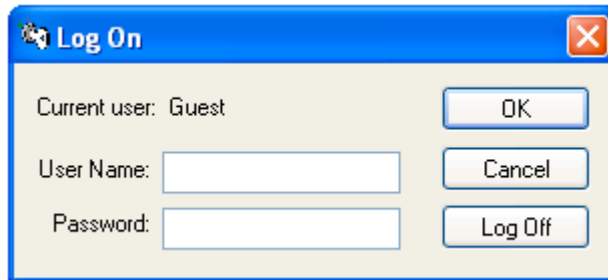 Log On
Current user: Guest
OK
User Name:
Cancel
Password:
Log Off